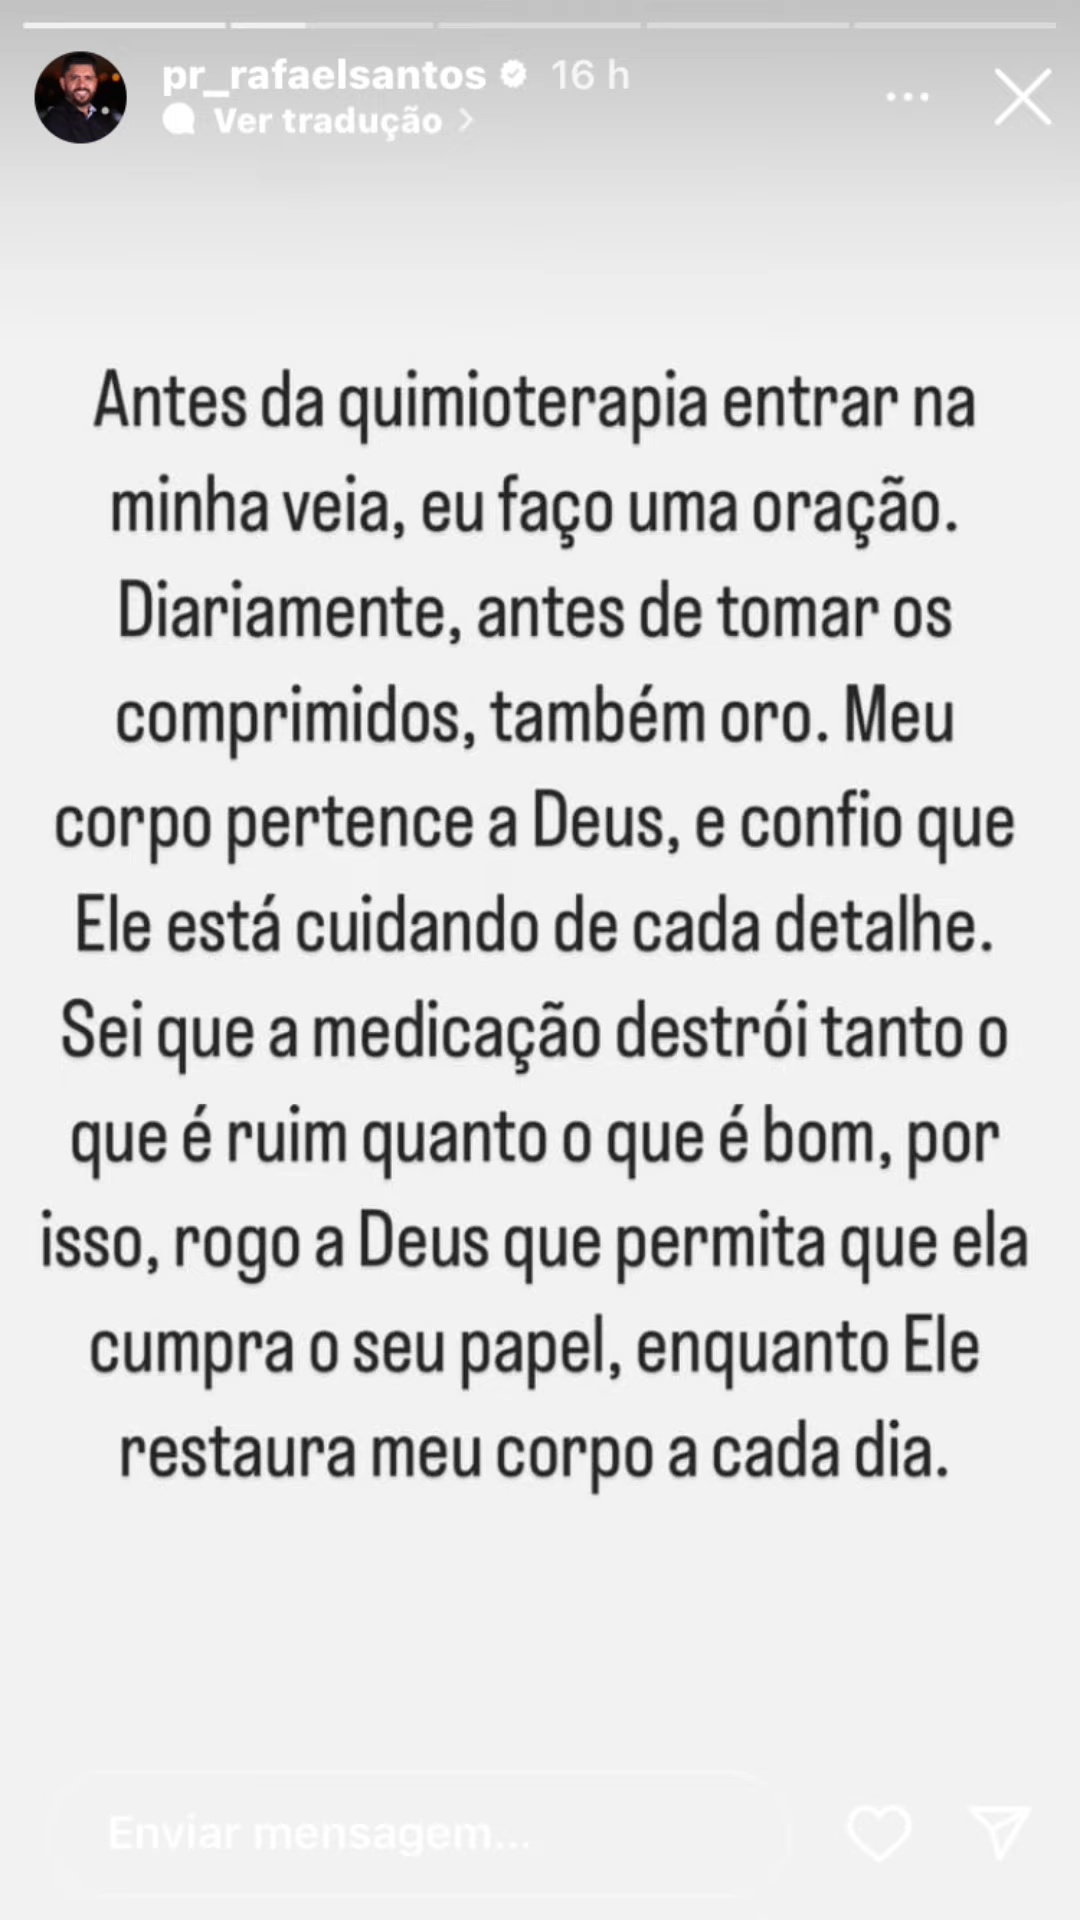 pr_rafaelsantos 16 h
Ver tradução
Antes da quimioterapia entrar na
minha veia, eu faço uma oração.
Diariamente, antes de tomar os
comprimidos, também oro. Meu
corpo pertence a Deus, e confio que
Ele está cuidando de cada detalhe.
Sei que a medicação destrói tanto o
que é ruim quanto o que é bom, por
isso, rogo a Deus que permita que ela
cumpra o seu papel, enquanto Ele
restaura meu corpo a cada dia.
Enviar mensagem...